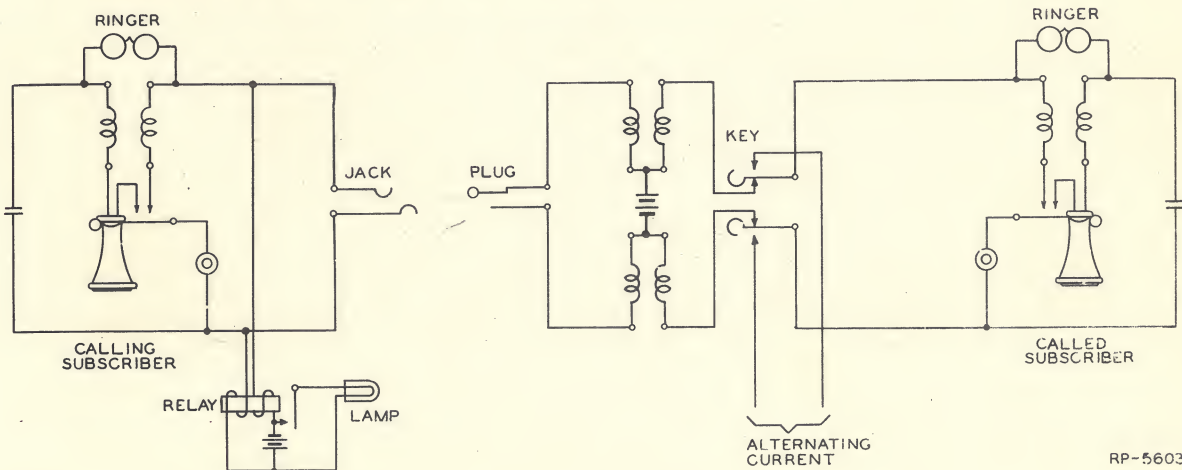 RINGER
RINGER
JACK
PLUG
KEY
CALLING
SUBSCRIBER
CALLED
SUBSCRIBER
RELAY
LAMP
ALTERNATING
CURRENT
RP-5603